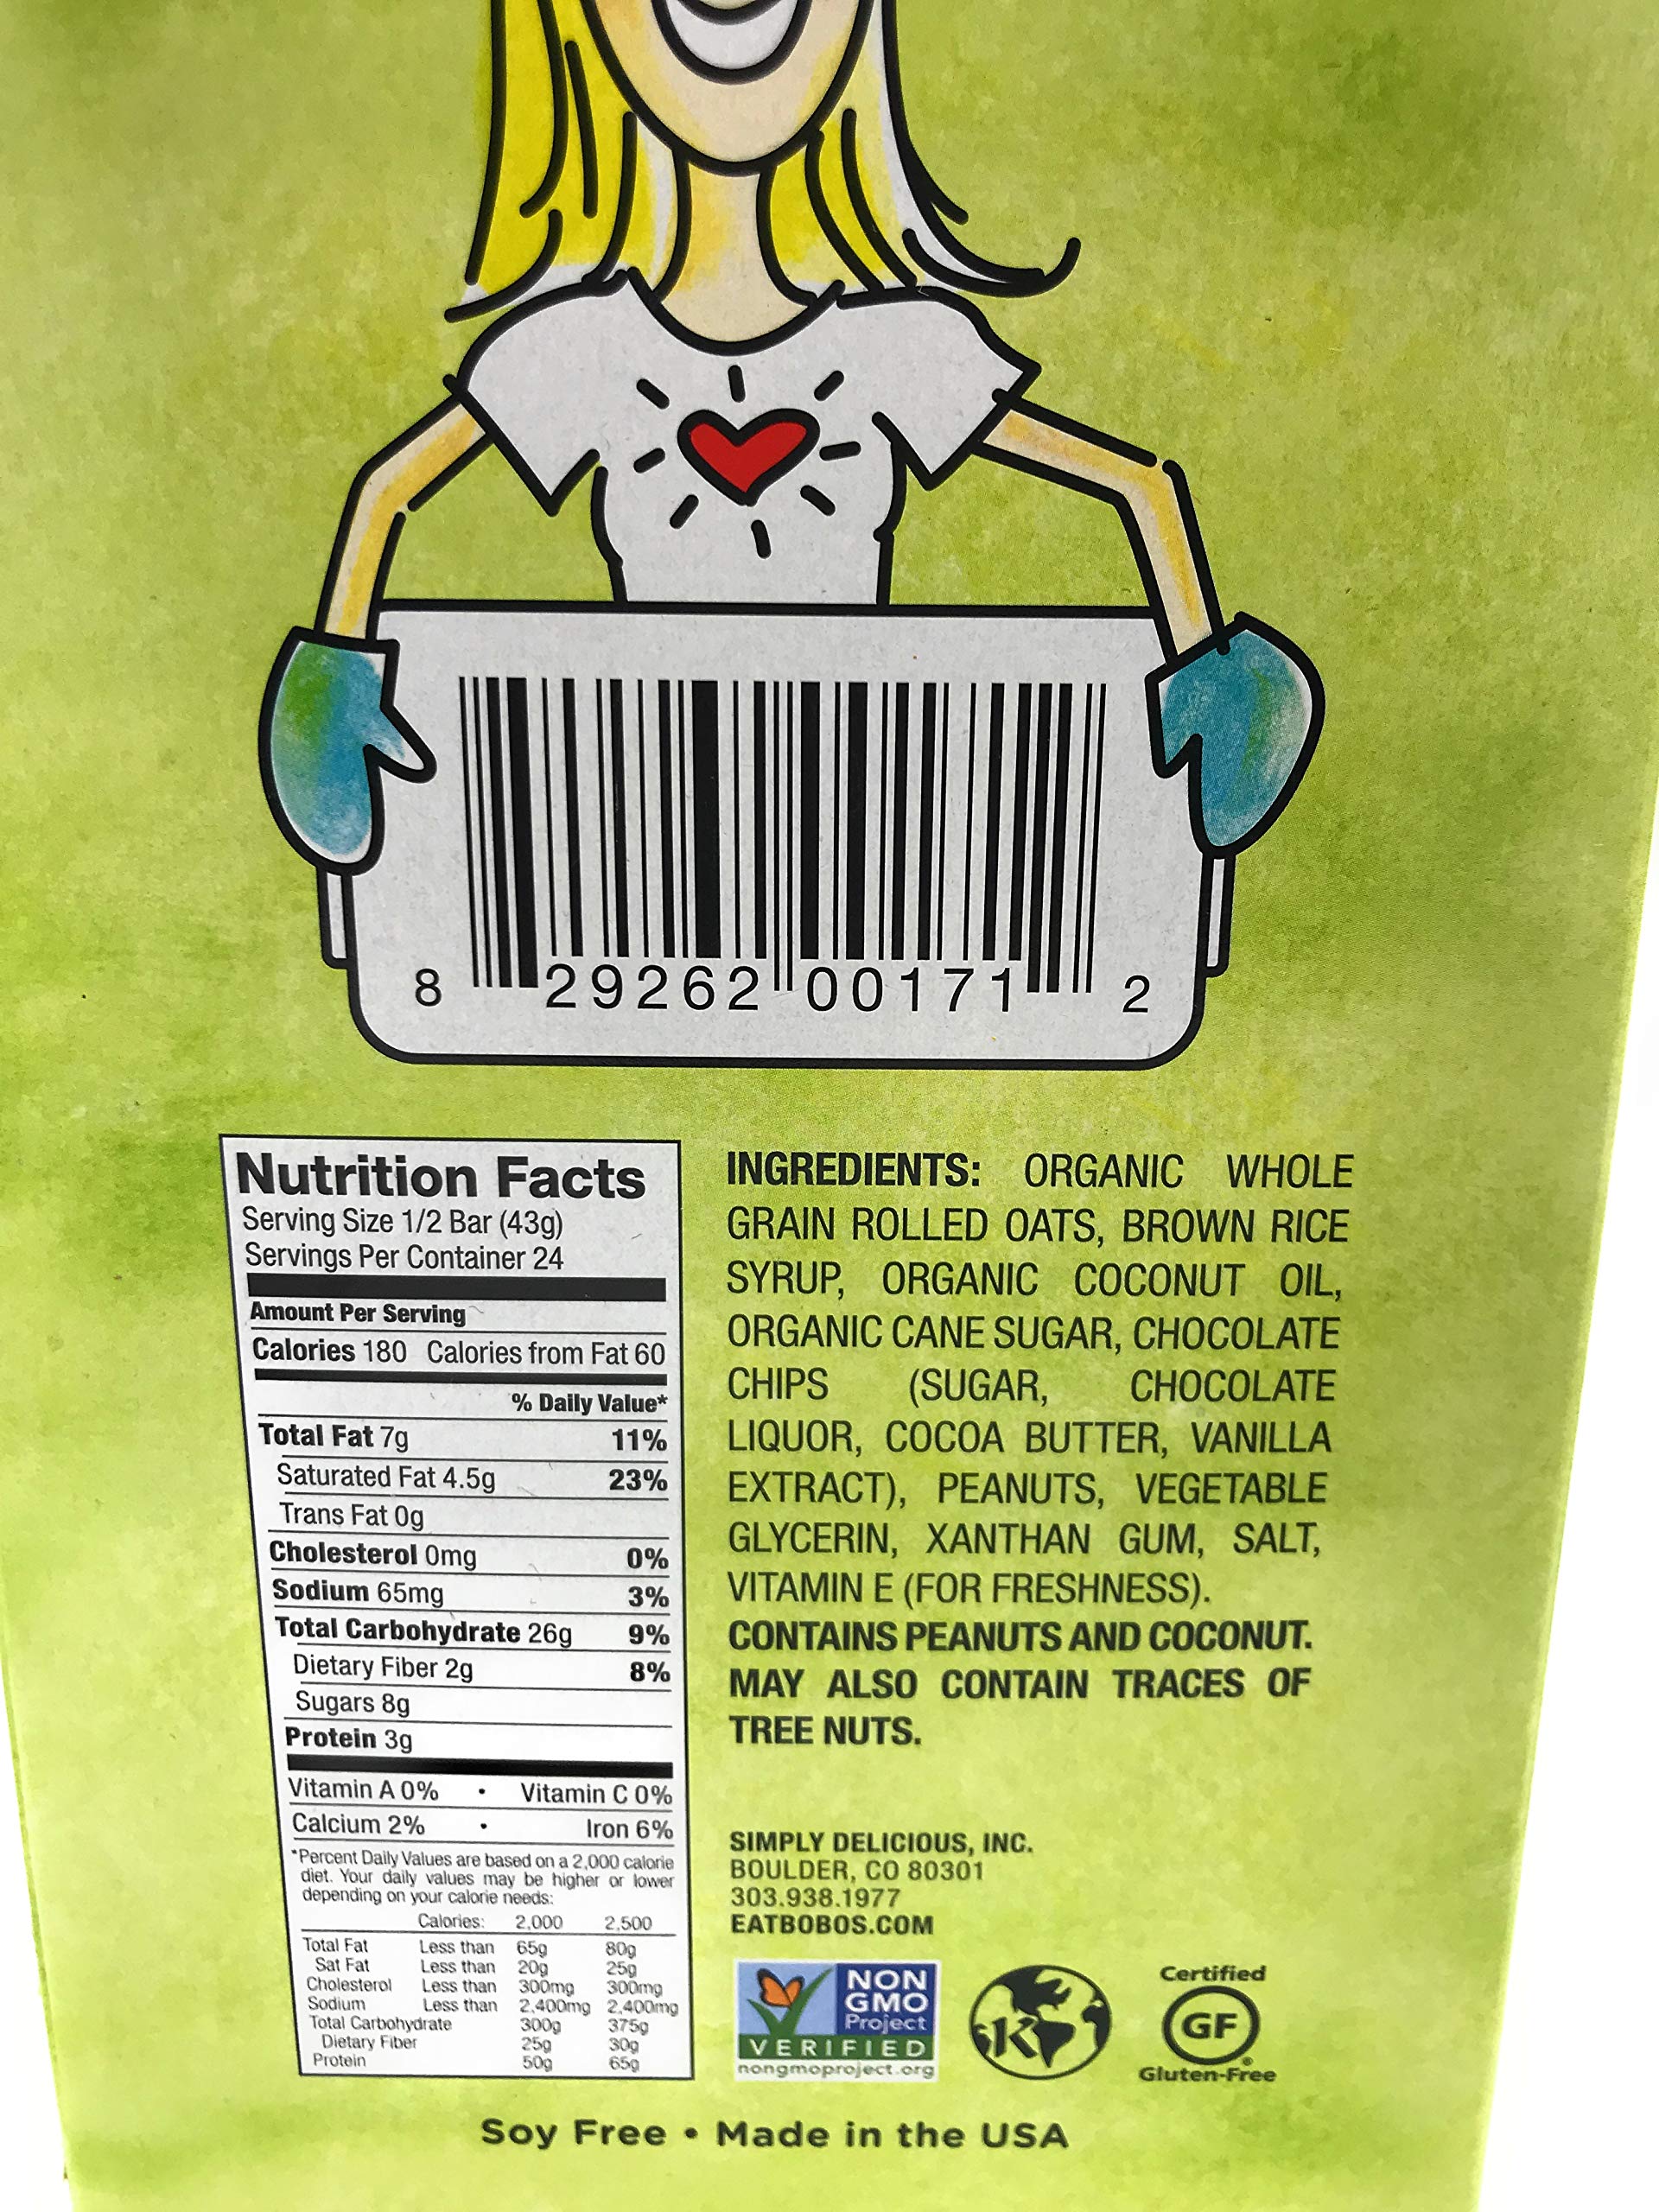 8 29262 00171 2
Nutrition Facts
Serving Size 1/2 Bar (43g)
Servings Per Container 24
Amount Per Serving
Calories 180 Calories from Fat 60
% Daily Value*
Total Fat 7g 11%
Saturated Fat 4.5g 23%
Trans Fat 0g
Cholesterol 0mg 0%
Sodium 65mg 3%
Total Carbohydrate 26g 9%
Dietary Fiber 2g 8%
Sugars 8g
Protein 3g
Vitamin A 0% • Vitamin C 0%
Calcium 2% • Iron 6%
*Percent Daily Values are based on a 2,000 calorie
diet. Your daily values may be higher or lower
depending on your calorie needs:
Calories: 2,000 2,500
Total Fat Less than 65g 80g
Sat Fat Less than 20g 25g
Cholesterol Less than 300mg 300mg
Sodium Less than 2,400mg 2,400mg
Total Carbohydrate 300g 375g
Dietary Fiber 25g 30g
Protein 50g 65g
INGREDIENTS: ORGANIC WHOLE
GRAIN ROLLED OATS, BROWN RICE
SYRUP, ORGANIC COCONUT OIL,
ORGANIC CANE SUGAR, CHOCOLATE
CHIPS (SUGAR, CHOCOLATE
LIQUOR, COCOA BUTTER, VANILLA
EXTRACT), PEANUTS, VEGETABLE
GLYCERIN, XANTHAN GUM, SALT,
VITAMIN E (FOR FRESHNESS).
CONTAINS PEANUTS AND COCONUT.
MAY ALSO CONTAIN TRACES OF
TREE NUTS.
SIMPLY DELICIOUS, INC.
BOULDER, CO 80301
303.938.1977
EATBOBOS.COM
NON
GMO
Project
VERIFIED
nongmoproject.org
K
Certified
GF
Gluten-Free
Soy Free • Made in the USA